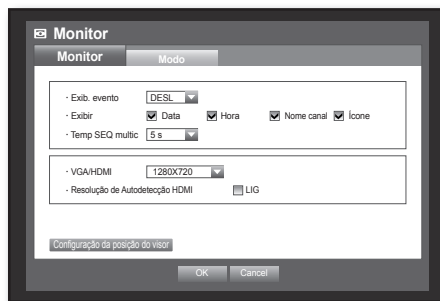 Monitor
Monitor Modo
· Exib. evento DESL
· Exibir Data Hora Nome canal Ícone
· Temp SEQ multic 5 s
· VGA/HDMI 1280X720
· Resolução de Autodetecção HDMI LIG
Configuração da posição do visor
OK Cancel